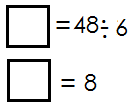 □ = 48 ÷ 6
□ = 8